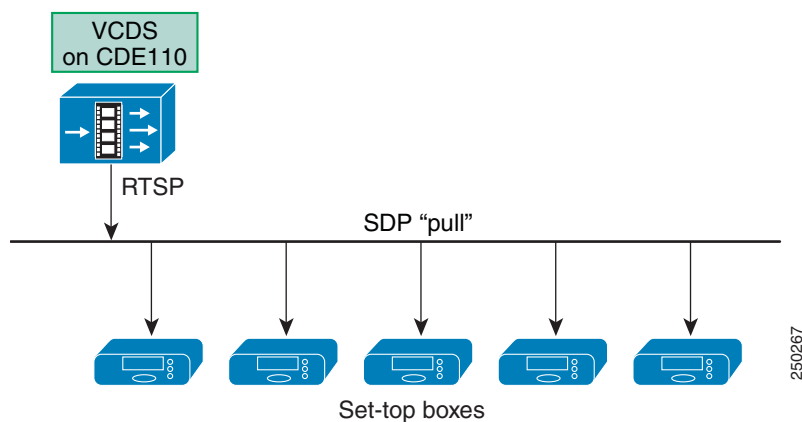 VCDS
on CDE110
RTSP
SDP “pull”
Set-top boxes
250267